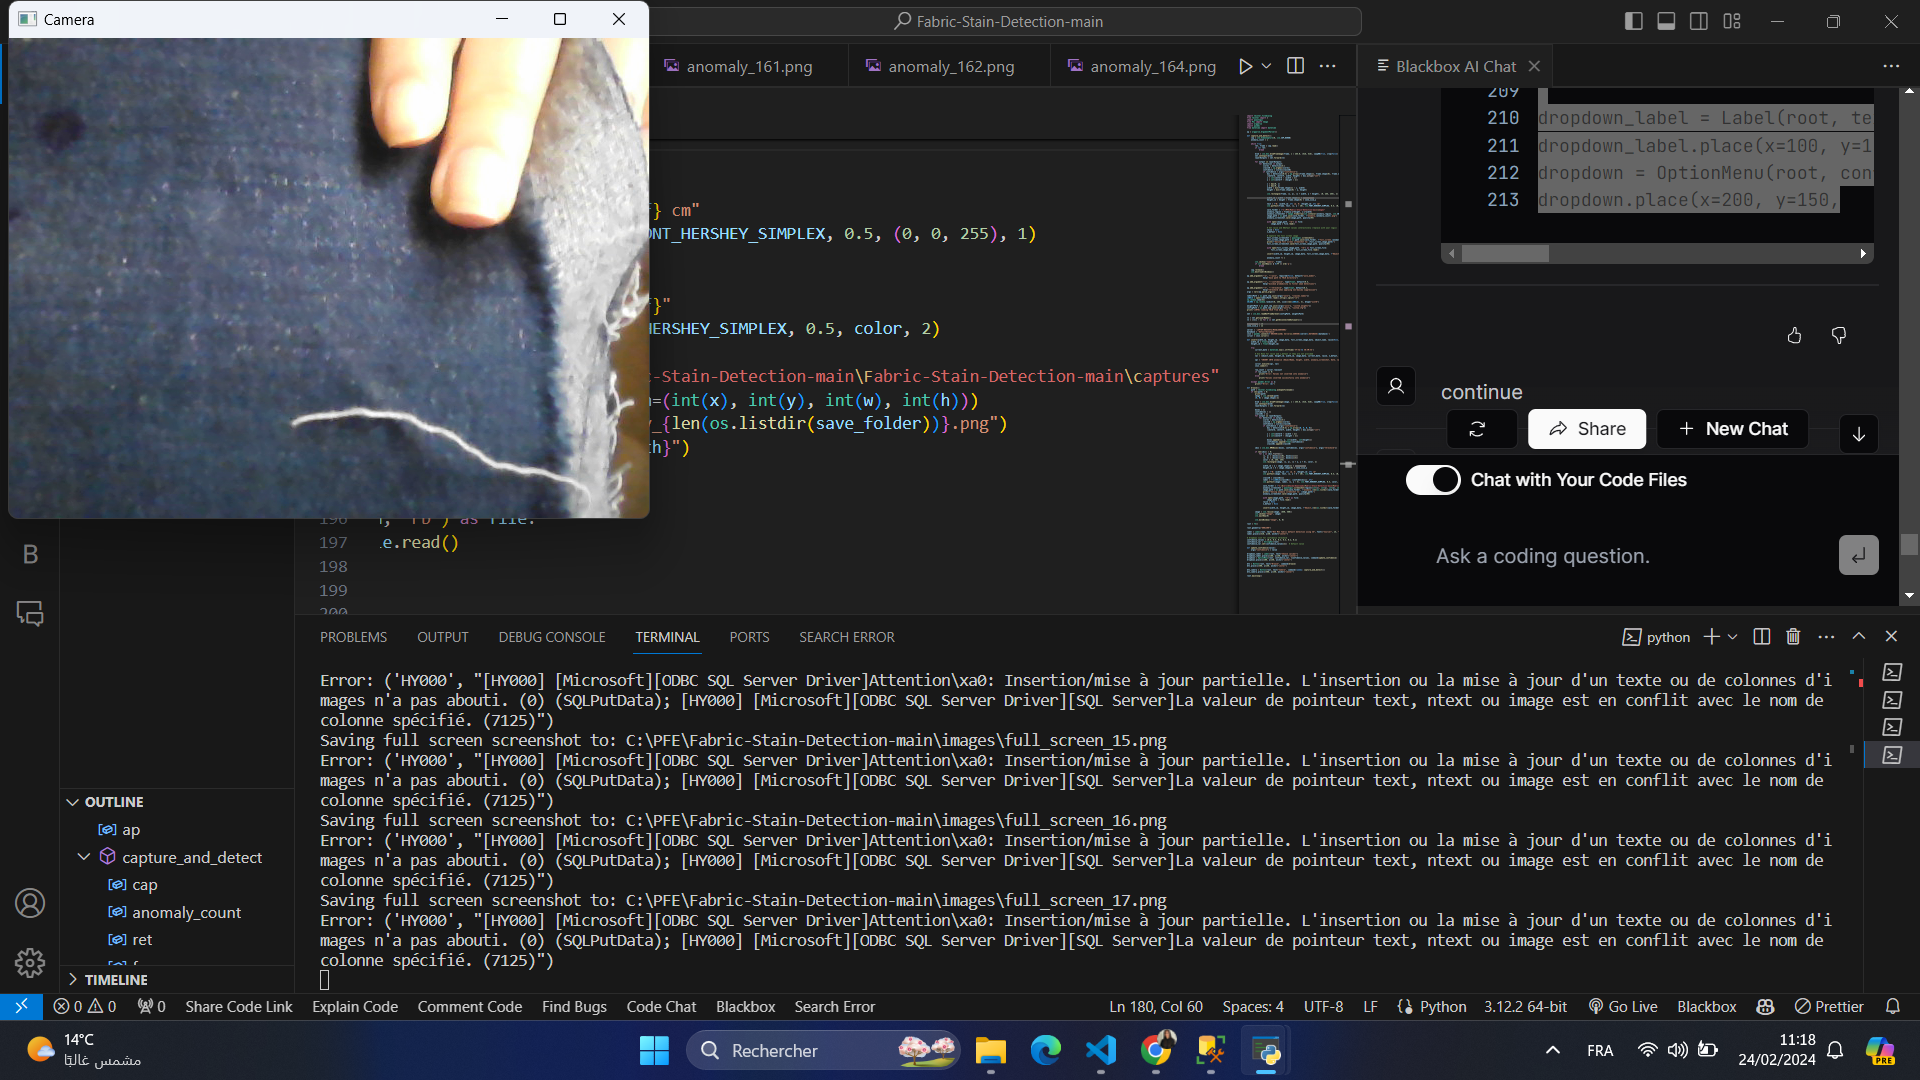 Camera
Fabric-Stain-Detection-main
anomaly_161.png
anomaly_162.png
anomaly_164.png
Blackbox AI Chat
209
210 dropdown_label = Label(root, te
211 dropdown_label.place(x=100, y=1
212 dropdown = OptionMenu(root, con
213 dropdown.place(x=200, y=150,
f} cm"
ONT_HERSHEY_SIMPLEX, 0.5, (0, 0, 255), 1)
f}"
HERSHEY_SIMPLEX, 0.5, color, 2)
c-Stain-Detection-main\Fabric-Stain-Detection-main\captures"
n=(int(x), int(y), int(w), int(h)))
y_{len(os.listdir(save_folder))}.png")
th}")
196 , 'rb') as file:
197 .e.read()
198
199
200
continue
Share
New Chat
Chat with Your Code Files
Ask a coding question.
B
PROBLEMS
OUTPUT
DEBUG CONSOLE
TERMINAL
PORTS
SEARCH ERROR
python
Error: ('HY000', "[HY000] [Microsoft][ODBC SQL Server Driver]Attention\xa0: Insertion/mise à jour partielle. L'insertion ou la mise à jour d'un texte ou de colonnes d'i
mages n'a pas abouti. (0) (SQLPutData); [HY000] [Microsoft][ODBC SQL Server Driver][SQL Server]La valeur de pointeur text, ntext ou image est en conflit avec le nom de
colonne spécifié. (7125)")
Saving full screen screenshot to: C:\PFE\Fabric-Stain-Detection-main\images\full_screen_15.png
Error: ('HY000', "[HY000] [Microsoft][ODBC SQL Server Driver]Attention\xa0: Insertion/mise à jour partielle. L'insertion ou la mise à jour d'un texte ou de colonnes d'i
mages n'a pas abouti. (0) (SQLPutData); [HY000] [Microsoft][ODBC SQL Server Driver][SQL Server]La valeur de pointeur text, ntext ou image est en conflit avec le nom de
colonne spécifié. (7125)")
Saving full screen screenshot to: C:\PFE\Fabric-Stain-Detection-main\images\full_screen_16.png
Error: ('HY000', "[HY000] [Microsoft][ODBC SQL Server Driver]Attention\xa0: Insertion/mise à jour partielle. L'insertion ou la mise à jour d'un texte ou de colonnes d'i
mages n'a pas abouti. (0) (SQLPutData); [HY000] [Microsoft][ODBC SQL Server Driver][SQL Server]La valeur de pointeur text, ntext ou image est en conflit avec le nom de
colonne spécifié. (7125)")
Saving full screen screenshot to: C:\PFE\Fabric-Stain-Detection-main\images\full_screen_17.png
Error: ('HY000', "[HY000] [Microsoft][ODBC SQL Server Driver]Attention\xa0: Insertion/mise à jour partielle. L'insertion ou la mise à jour d'un texte ou de colonnes d'i
mages n'a pas abouti. (0) (SQLPutData); [HY000] [Microsoft][ODBC SQL Server Driver][SQL Server]La valeur de pointeur text, ntext ou image est en conflit avec le nom de
colonne spécifié. (7125)")
OUTLINE
ap
capture_and_detect
cap
anomaly_count
ret
TIMELINE
0 0 0 Share Code Link Explain Code Comment Code Find Bugs Code Chat Blackbox Search Error Ln 180, Col 60 Spaces: 4 UTF-8 LF Python 3.12.2 64-bit Go Live Blackbox Prettier
14°C
مشمس غالبًا
Rechercher
FRA
11:18
24/02/2024
PRE